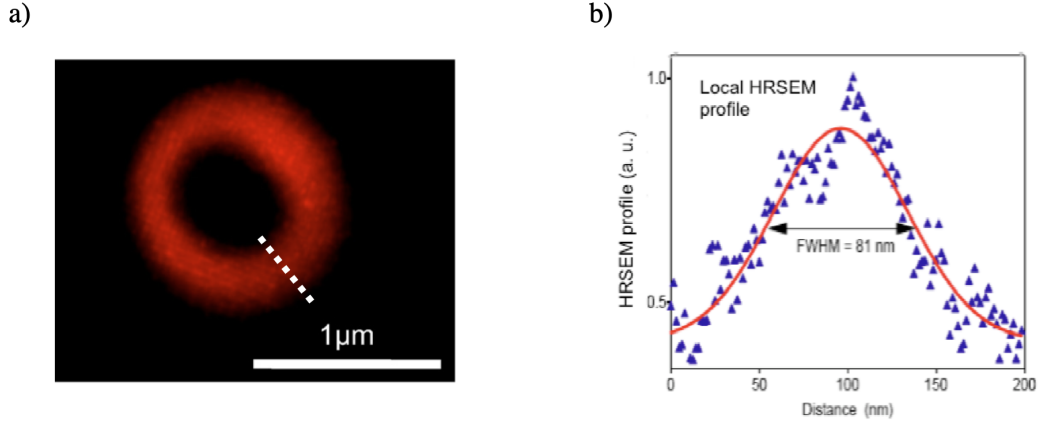 a)
b)
1µm
Local HRSEM
profile
HRSEM profile (a. u.)
1.0
0.5
FWHM = 81 nm
0
50
100
150
200
Distance (nm)